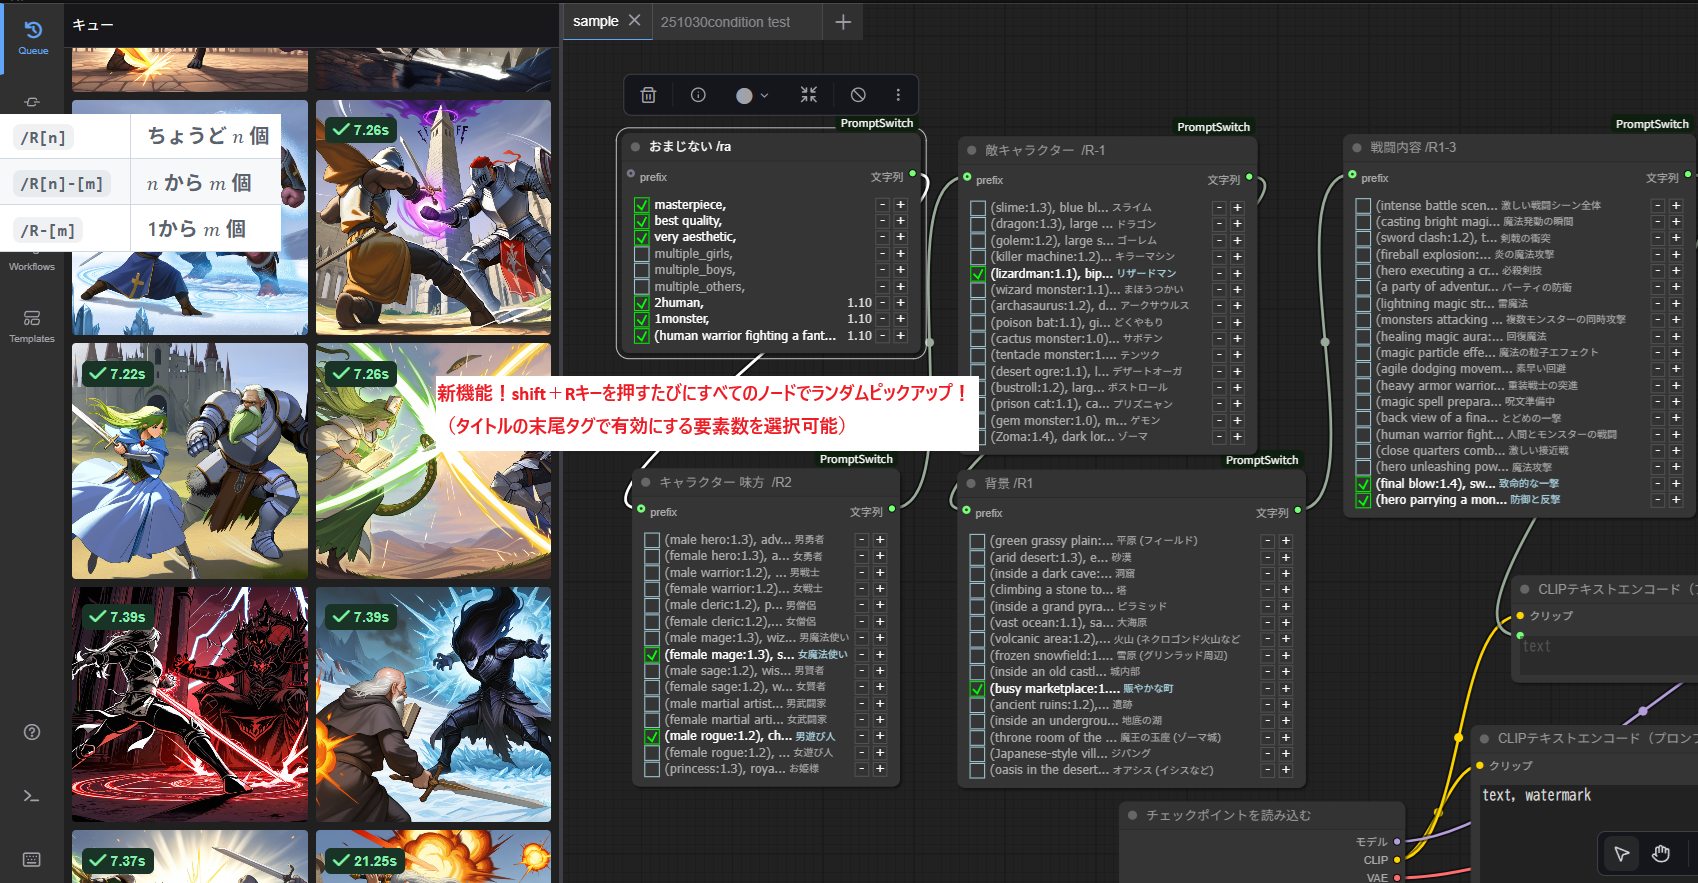 キュー
sample
251030condition test
Queue
/R[n] ちょうど n 個
/R[n]-[m] n から m 個
/R-[m] 1から m 個
Workflows
Templates
7.26s
7.22s
7.26s
7.39s
7.39s
7.37s
21.25s
新機能！shift＋Rキーを押すたびにすべてのノードでランダムピックアップ！
（タイトルの末尾タグで有効にする要素数を選択可能）
PromptSwitch
おまじない /ra
prefix 文字列
masterpiece, - +
best quality, - +
very aesthetic, - +
multiple_girls, - +
multiple_boys, - +
multiple_others, - +
2human, 1.10 - +
1monster, 1.10 - +
(human warrior fighting a fant... 1.10 - +
PromptSwitch
キャラクター 味方 /R2
prefix 文字列
(male hero:1.3), adv... 男勇者 - +
(female hero:1.3), a... 女勇者 - +
(male warrior:1.2), ... 男戦士 - +
(female warrior:1.2)... 女戦士 - +
(male cleric:1.2), p... 男僧侶 - +
(female cleric:1.2),... 女僧侶 - +
(male mage:1.3), wiz... 男魔法使い - +
(female mage:1.3), s... 女魔法使い - +
(male sage:1.2), wis... 男賢者 - +
(female sage:1.2), w... 女賢者 - +
(male martial artist... 男武闘家 - +
(female martial arti... 女武闘家 - +
(male rogue:1.2), ch... 男遊び人 - +
(female rogue:1.2), ... 女遊び人 - +
(princess:1.3), roya... お姫様 - +
PromptSwitch
敵キャラクター /R-1
prefix 文字列
(slime:1.3), blue bl... スライム - +
(dragon:1.3), large ... ドラゴン - +
(golem:1.2), large s... ゴーレム - +
(killer machine:1.2)... キラーマシン - +
(lizardman:1.1), bip... リザードマン - +
(wizard monster:1.1)... まほうつかい - +
(archasaurus:1.2), d... アークサウルス - +
(poison bat:1.1), gi... どくやもり - +
(cactus monster:1.0)... サボテン - +
(tentacle monster:1.... テンツク - +
(desert ogre:1.1), l... デザートオーガ - +
(bustroll:1.2), larg... ボストロール - +
(prison cat:1.1), ca... プリズニャン - +
(gem monster:1.0), m... ゲモン - +
(Zoma:1.4), dark lor... ゾーマ - +
PromptSwitch
背景 /R1
prefix 文字列
(green grassy plain:... 平原 (フィールド) - +
(arid desert:1.3), e... 砂漠 - +
(inside a dark cave:... 洞窟 - +
(climbing a stone to... 塔 - +
(inside a grand pyra... ピラミッド - +
(vast ocean:1.1), sa... 大海原 - +
(volcanic area:1.2),... 火山 (ネクロゴンド火山など - +
(frozen snowfield:1.... 雪原 (グリンラッド周辺) - +
(inside an old castl... 城内部 - +
(busy marketplace:1.... 賑やかな町 - +
(ancient ruins:1.2),... 遺跡 - +
(inside an undergrou... 地底の湖 - +
(throne room of the ... 魔王の玉座 (ゾーマ城) - +
(Japanese-style vill... ジパング - +
(oasis in the desert... オアシス (イシスなど) - +
PromptSwitch
戦闘内容 /R1-3
prefix 文字列
(intense battle scen... 激しい戦闘シーン全体 - +
(casting bright magi... 魔法発動の瞬間 - +
(sword clash:1.2), t... 剣戟の衝突 - +
(fireball explosion:... 炎の魔法攻撃 - +
(hero executing a cr... 必殺剣技 - +
(a party of adventur... パーティの防衛 - +
(lightning magic str... 雷魔法 - +
(monsters attacking ... 複数モンスターの同時攻撃 - +
(healing magic aura:... 回復魔法 - +
(magic particle effe... 魔法の粒子エフェクト - +
(agile dodging movem... 素早い回避 - +
(heavy armor warrior... 重装戦士の突進 - +
(magic spell prepara... 呪文準備中 - +
(back view of a fina... とどめの一撃 - +
(human warrior fight... 人間とモンスターの戦闘 - +
(close quarters comb... 激しい接近戦 - +
(hero unleashing pow... 魔法攻撃 - +
(final blow:1.4), sw... 致命的な一撃 - +
(hero parrying a mon... 防御と反撃 - +
CLIPテキストエンコード（プ
クリップ
text
CLIPテキストエンコード（プロンプ
クリップ
text, watermark
チェックポイントを読み込む
モデル
CLIP
VAE